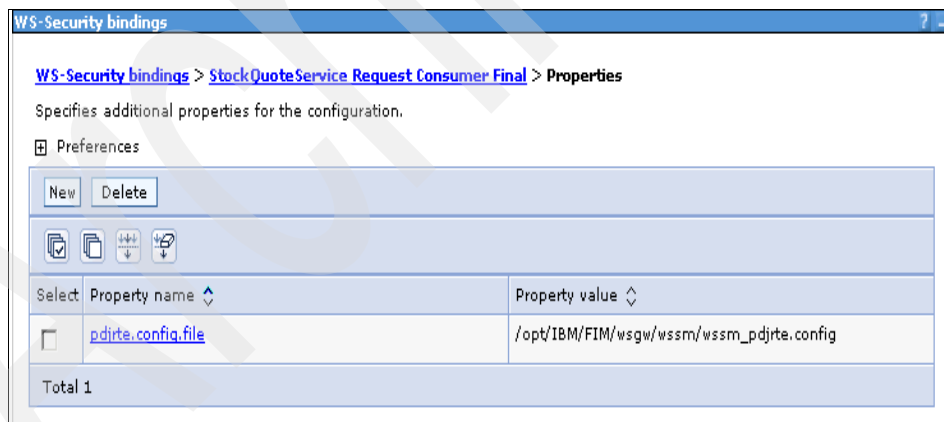 WS-Security bindings ? -
WS-Security bindings > StockQuoteService Request Consumer Final > Properties
Specifies additional properties for the configuration.
Preferences
New Delete
Select Property name Property value
pdjrte.config.file /opt/IBM/FIM/wsgw/wssm/wssm_pdjrte.config
Total 1